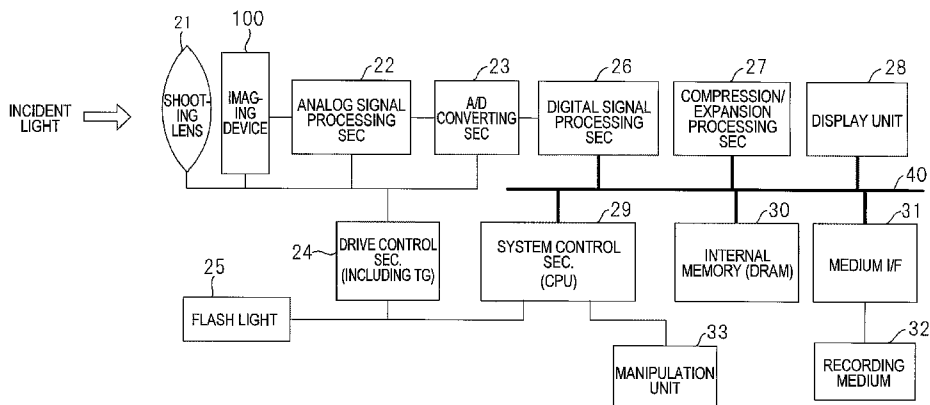 21
100
22
23
26
27
28
INCIDENT
LIGHT
SHOOT-
ING
LENS
IMAG-
ING
DEVICE
ANALOG SIGNAL
PROCESSING
SEC
A/D
CONVERTING
SEC
DIGITAL SIGNAL
PROCESSING
SEC
COMPRESSION/
EXPANSION
PROCESSING
SEC
DISPLAY UNIT
40
24
DRIVE CONTROL
SEC.
(INCLUDING TG)
29
SYSTEM CONTROL
SEC.
(CPU)
30
INTERNAL
MEMORY (DRAM)
31
MEDIUM I/F
25
FLASH LIGHT
33
MANIPULATION
UNIT
32
RECORDING
MEDIUM